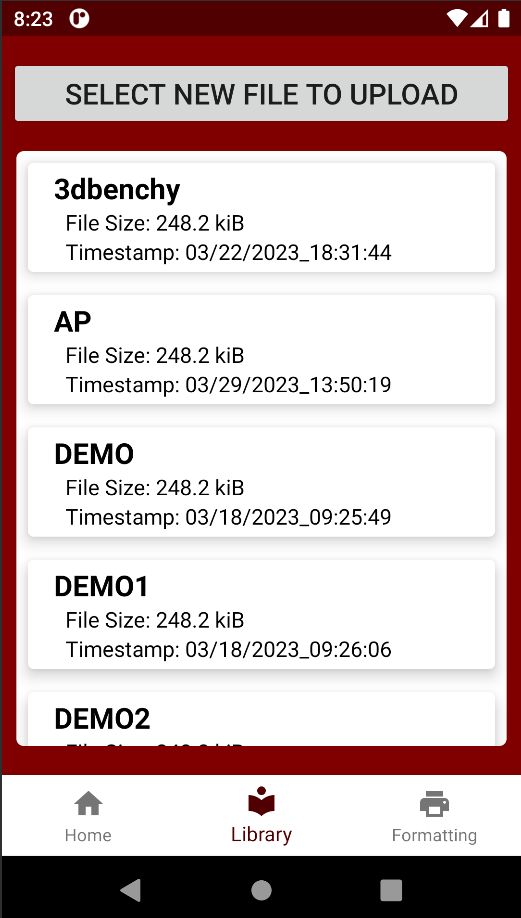 8:23
SELECT NEW FILE TO UPLOAD
3dbenchy
File Size: 248.2 kiB
Timestamp: 03/22/2023_18:31:44
AP
File Size: 248.2 kiB
Timestamp: 03/29/2023_13:50:19
DEMO
File Size: 248.2 kiB
Timestamp: 03/18/2023_09:25:49
DEMO1
File Size: 248.2 kiB
Timestamp: 03/18/2023_09:26:06
DEMO2
Home
Library
Formatting